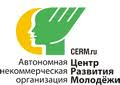 CERM.ru
Автономная
некоммерческая
организация
Центр
Развития
Молодёжи